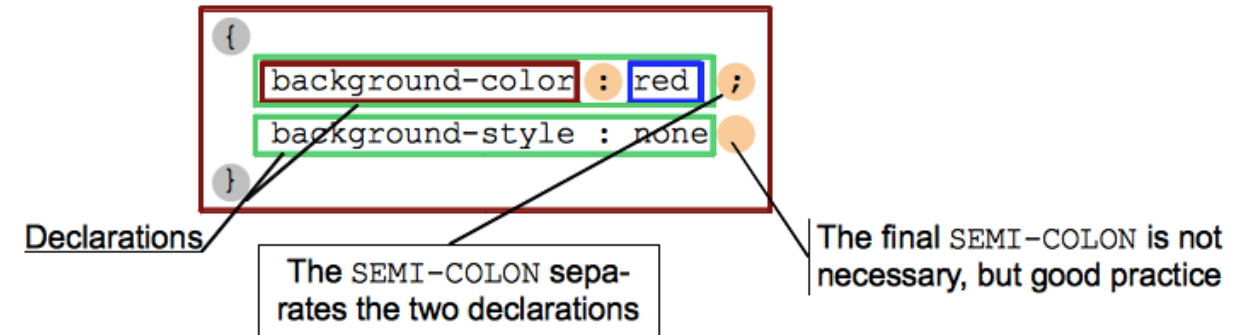 {
background-color : red ;
background-style : none
}
Declarations
The SEMI-COLON sepa-
rates the two declarations
The final SEMI-COLON is not
necessary, but good practice